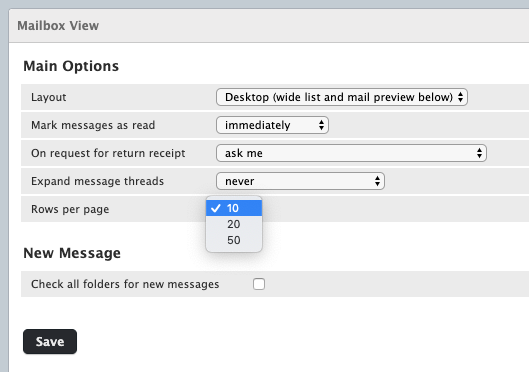 Mailbox View
Main Options
Layout Desktop (wide list and mail preview below)
Mark messages as read immediately
On request for return receipt ask me
Expand message threads never
Rows per page ✓ 10
20
50
New Message
Check all folders for new messages
Save